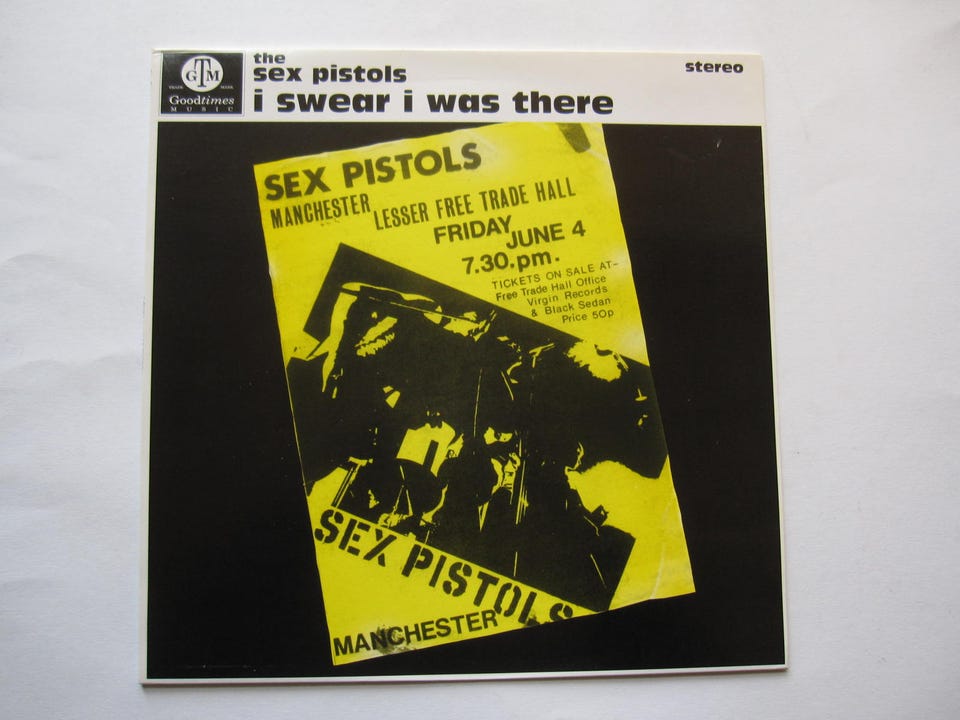 GTM
TRADE MARK
Goodtimes
MUSIC
the
sex pistols
i swear i was there
stereo
SEX PISTOLS
MANCHESTER LESSER FREE TRADE HALL
FRIDAY JUNE 4
7.30.pm.
TICKETS ON SALE AT-
Free Trade Hall Office
Virgin Records
& Black Sedan
Price 50p
SEX PISTOLS
MANCHESTER